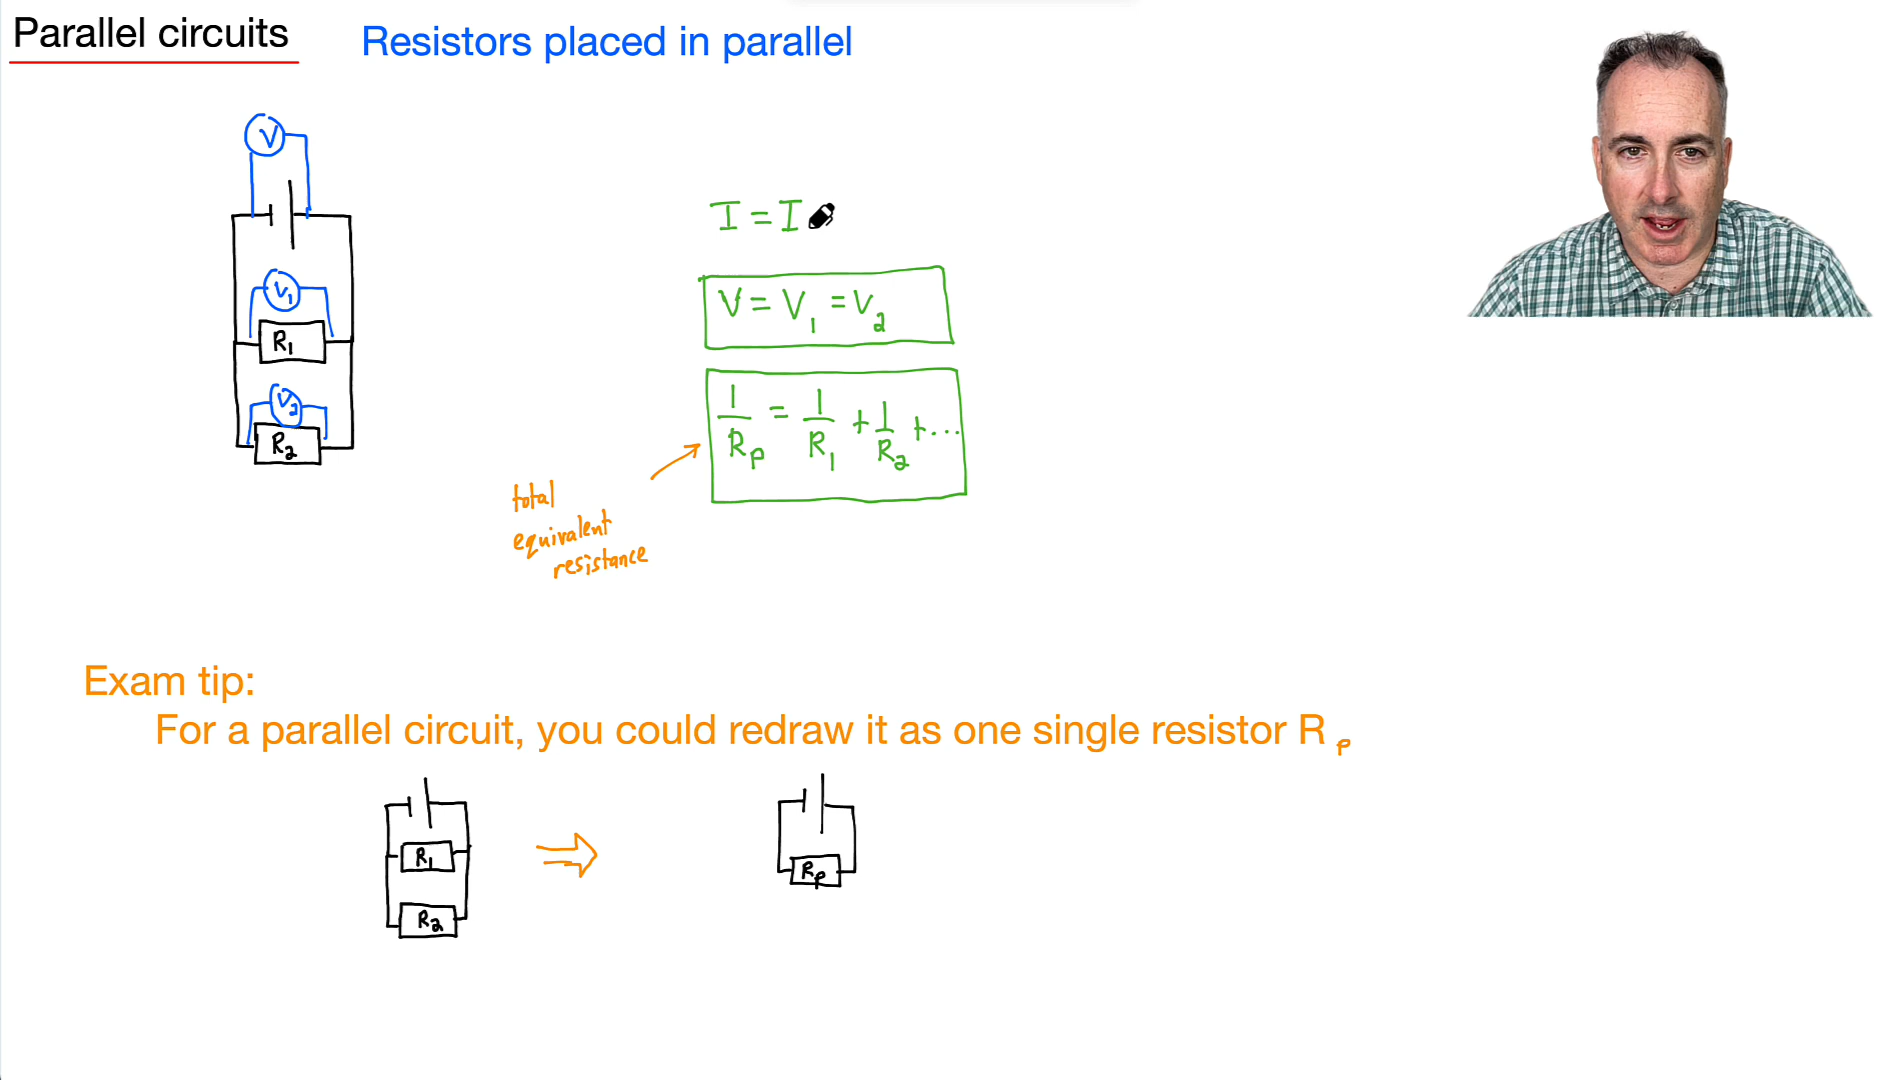 Parallel circuits
Resistors placed in parallel
V
V₁
R₁
V₂
R₂
I = I
V = V₁ = V₂
1/Rₚ = 1/R₁ + 1/R₂ + ...
total
equivalent
resistance
Exam tip:
For a parallel circuit, you could redraw it as one single resistor Rₚ
R₁
R₂
Rₚ